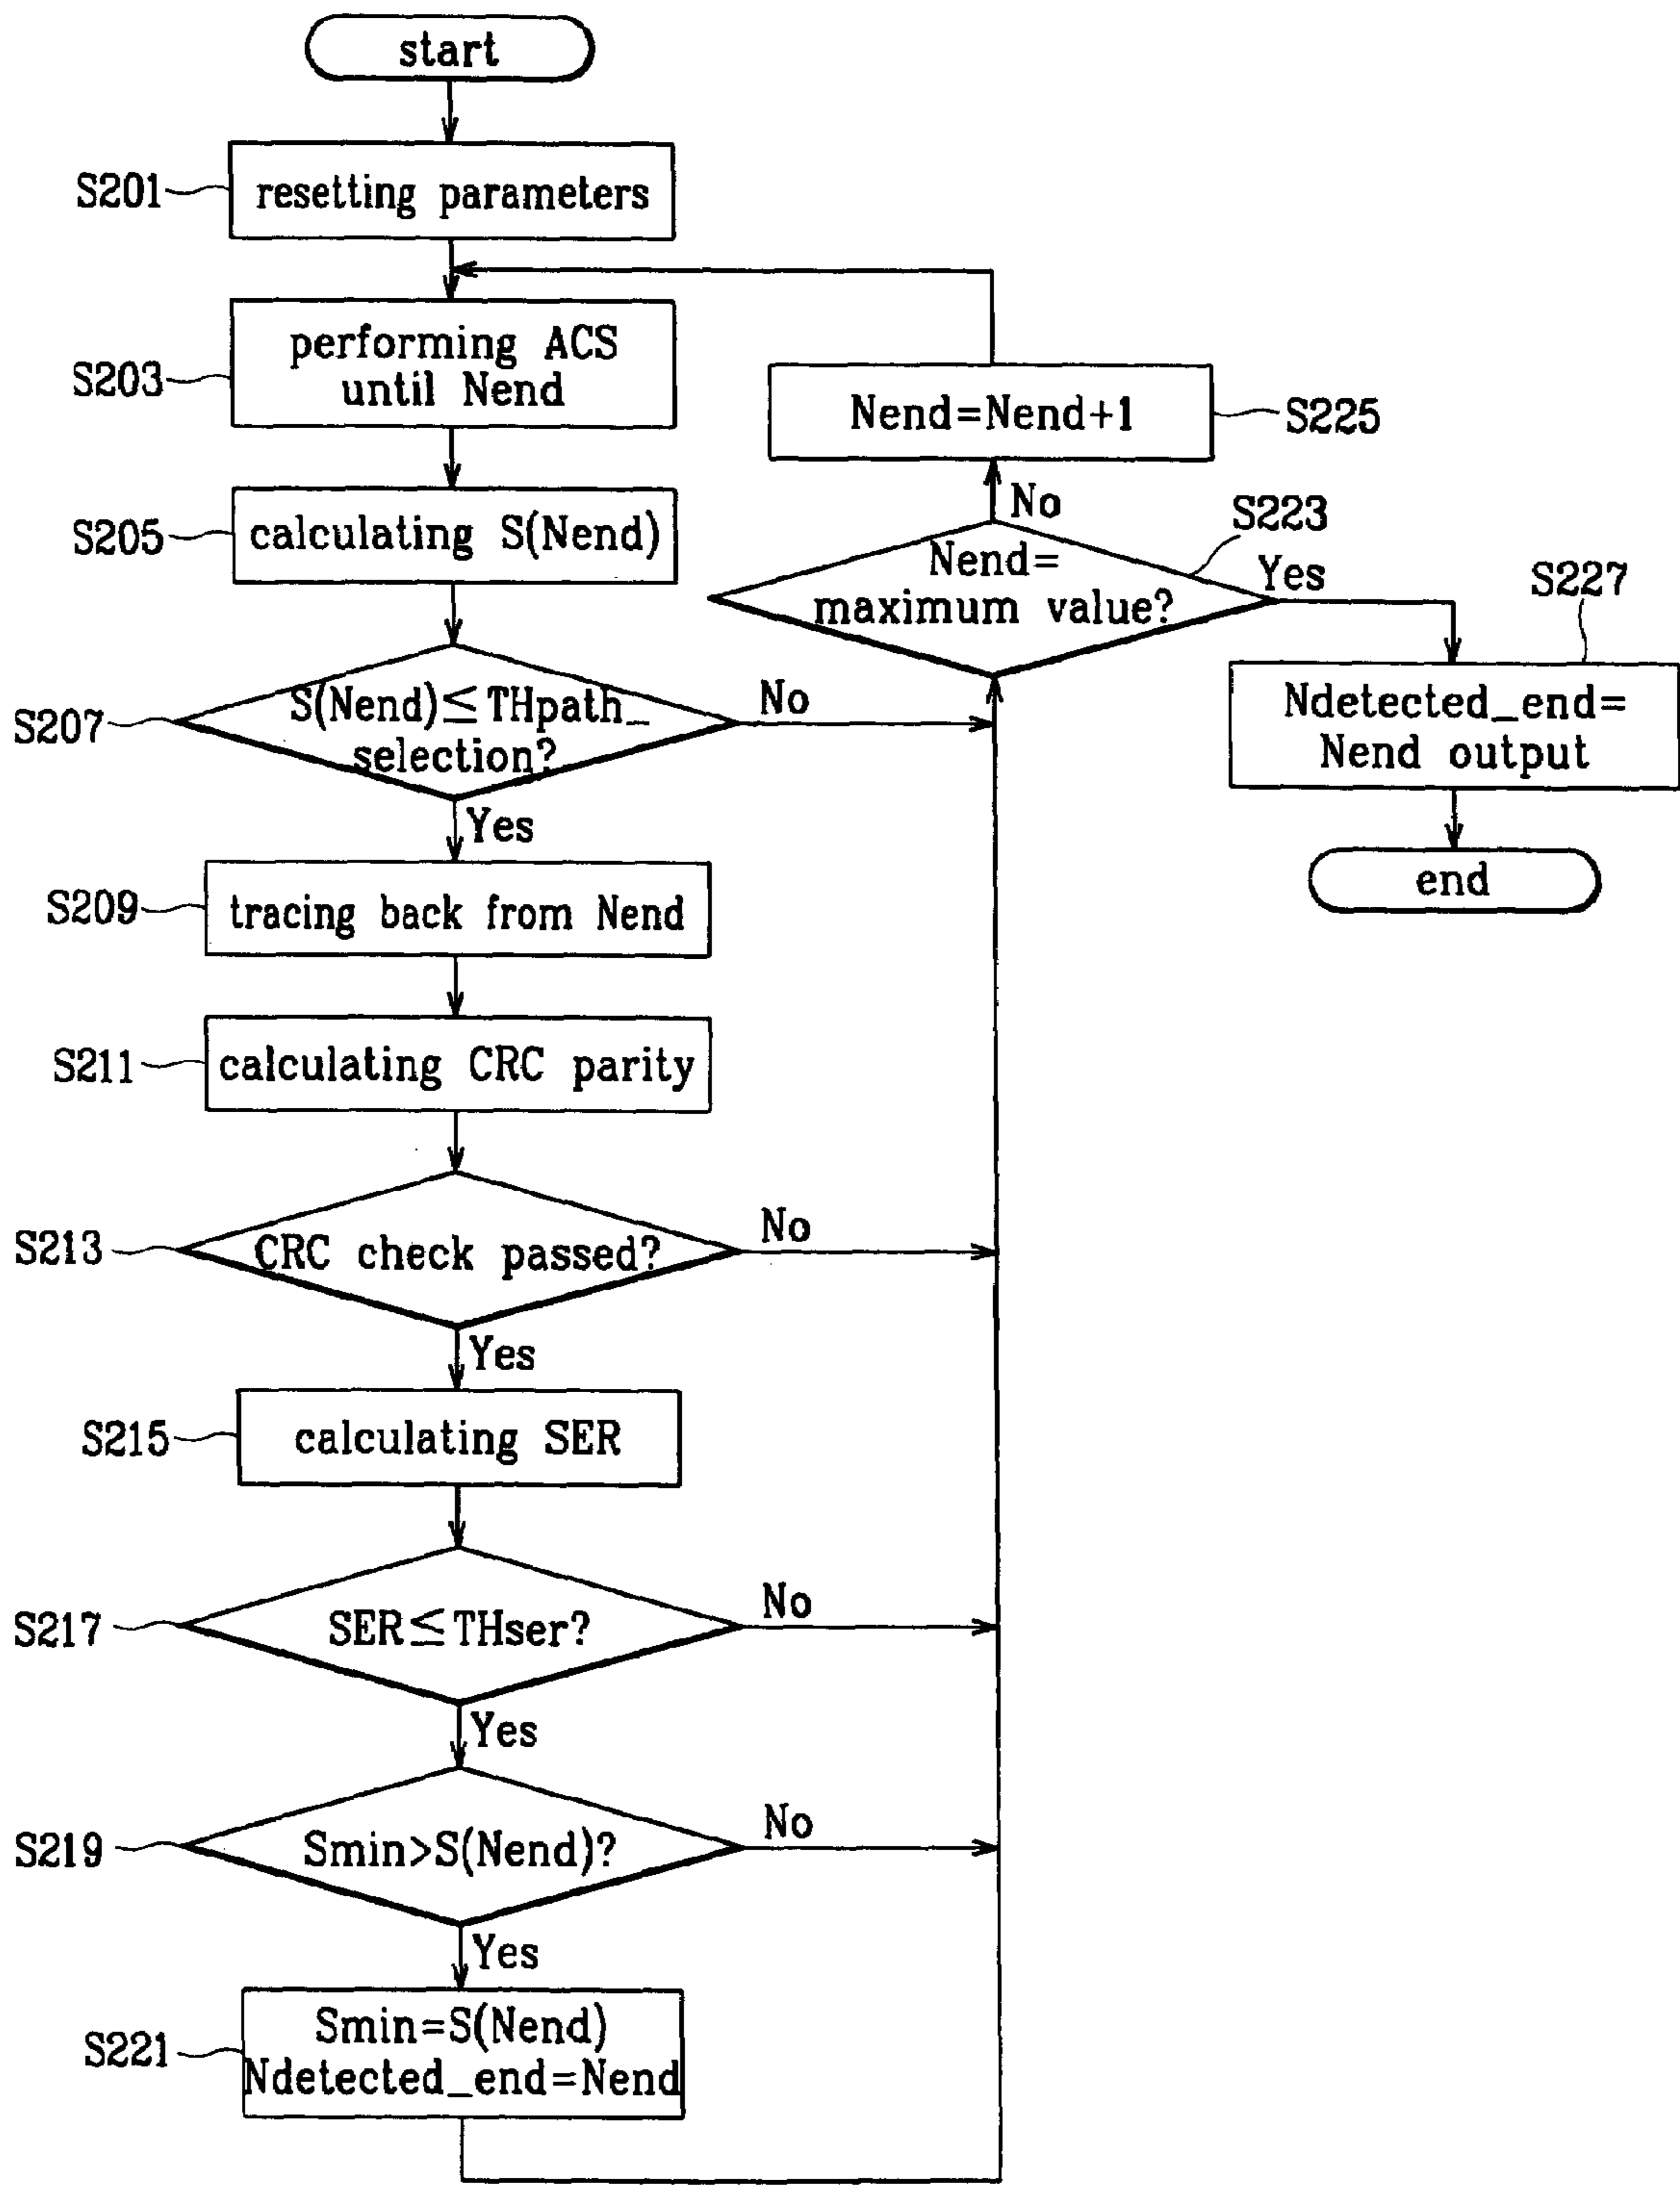 start
S201
resetting parameters
S203
performing ACS
until Nend
S205
calculating S(Nend)
S207
S(Nend)≦THpath_
selection?
No
Yes
S209
tracing back from Nend
S211
calculating CRC parity
S213
CRC check passed?
No
Yes
S215
calculating SER
S217
SER≦THser?
No
Yes
S219
Smin>S(Nend)?
No
Yes
S221
Smin=S(Nend)
Ndetected_end=Nend
Nend=Nend+1
S225
No
S223
Nend=
maximum value?
Yes
S227
Ndetected_end=
Nend output
end